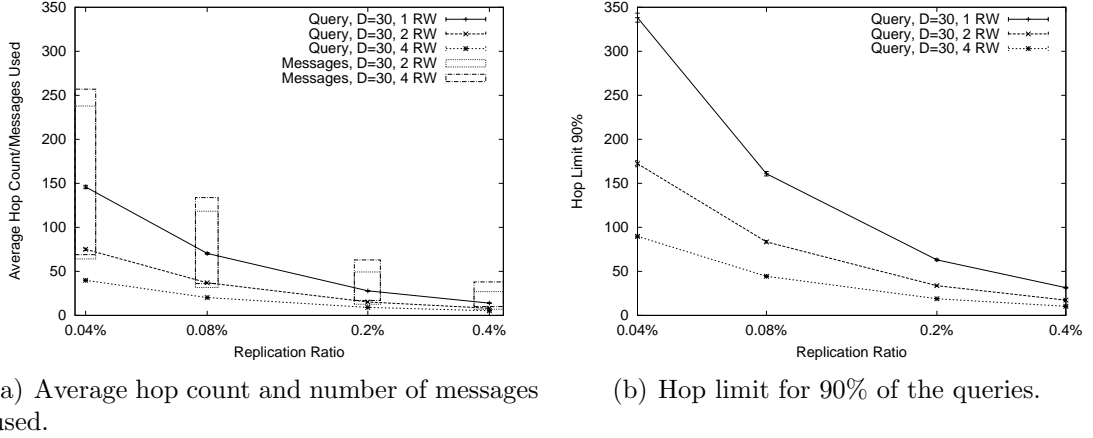 350
300
250
200
150
100
50
0
Average Hop Count/Messages Used
0.04%
0.08%
0.2%
0.4%
Replication Ratio
Query, D=30, 1 RW
Query, D=30, 2 RW
Query, D=30, 4 RW
Messages, D=30, 2 RW
Messages, D=30, 4 RW
a) Average hop count and number of messages
used.
350
300
250
200
150
100
50
0
Hop Limit 90%
0.04%
0.08%
0.2%
0.4%
Replication Ratio
Query, D=30, 1 RW
Query, D=30, 2 RW
Query, D=30, 4 RW
(b) Hop limit for 90% of the queries.